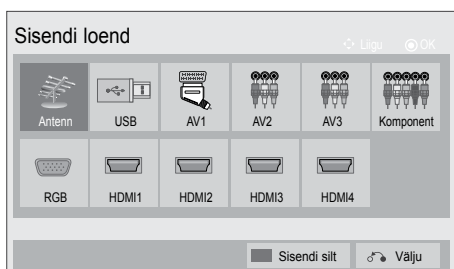 Sisendi loend
Liigu OK
Antenn USB AV1 AV2 AV3 Komponent
RGB HDMI1 HDMI2 HDMI3 HDMI4
Sisendi silt Välju